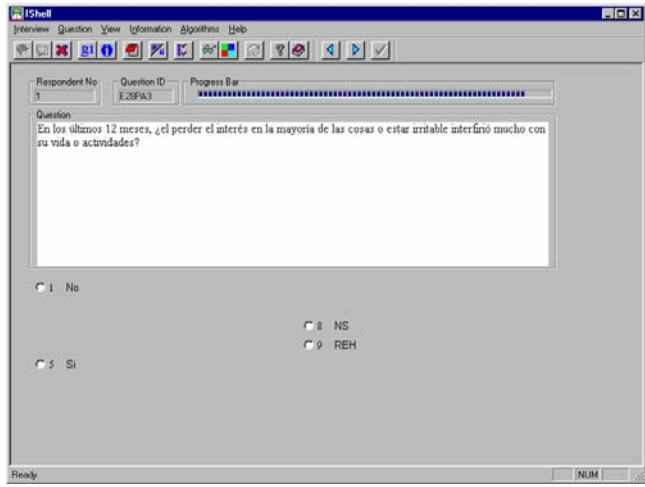 IShell
Interview Question View Information Algorithms Help
g1
Respondent No
Question ID
Progress Bar
1
E28PA3
Question
En los últimos 12 meses, ¿el perder el interés en la mayoría de las cosas o estar irritable interfirió mucho con
su vida o actividades?
1 No
8 NS
9 REH
5 Si
Ready
NUM